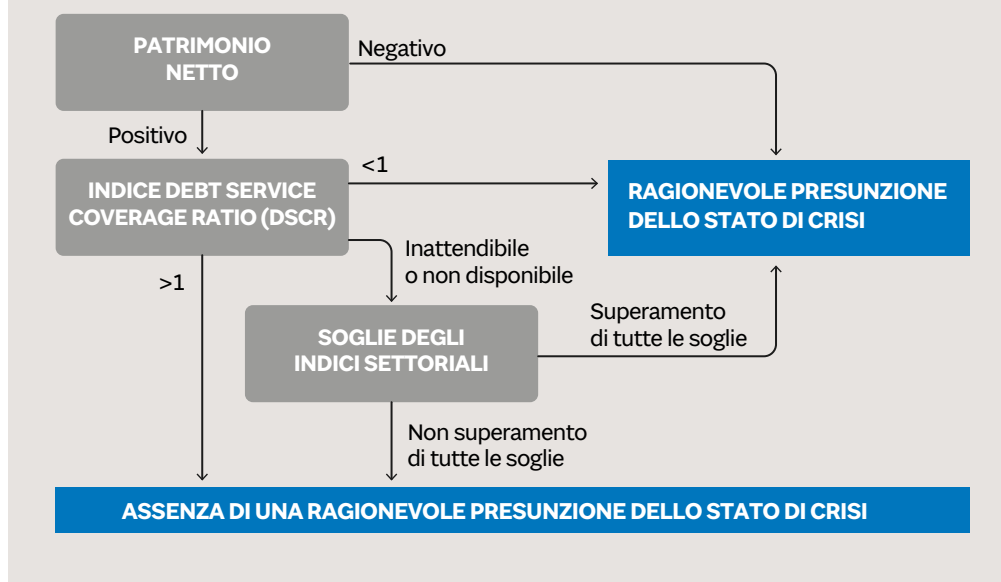 PATRIMONIO
NETTO
Negativo
Positivo
<1
INDICE DEBT SERVICE
COVERAGE RATIO (DSCR)
RAGIONEVOLE PRESUNZIONE
DELLO STATO DI CRISI
Inattendibile
o non disponibile
>1
SOGLIE DEGLI
INDICI SETTORIALI
Superamento
di tutte le soglie
Non superamento
di tutte le soglie
ASSENZA DI UNA RAGIONEVOLE PRESUNZIONE DELLO STATO DI CRISI